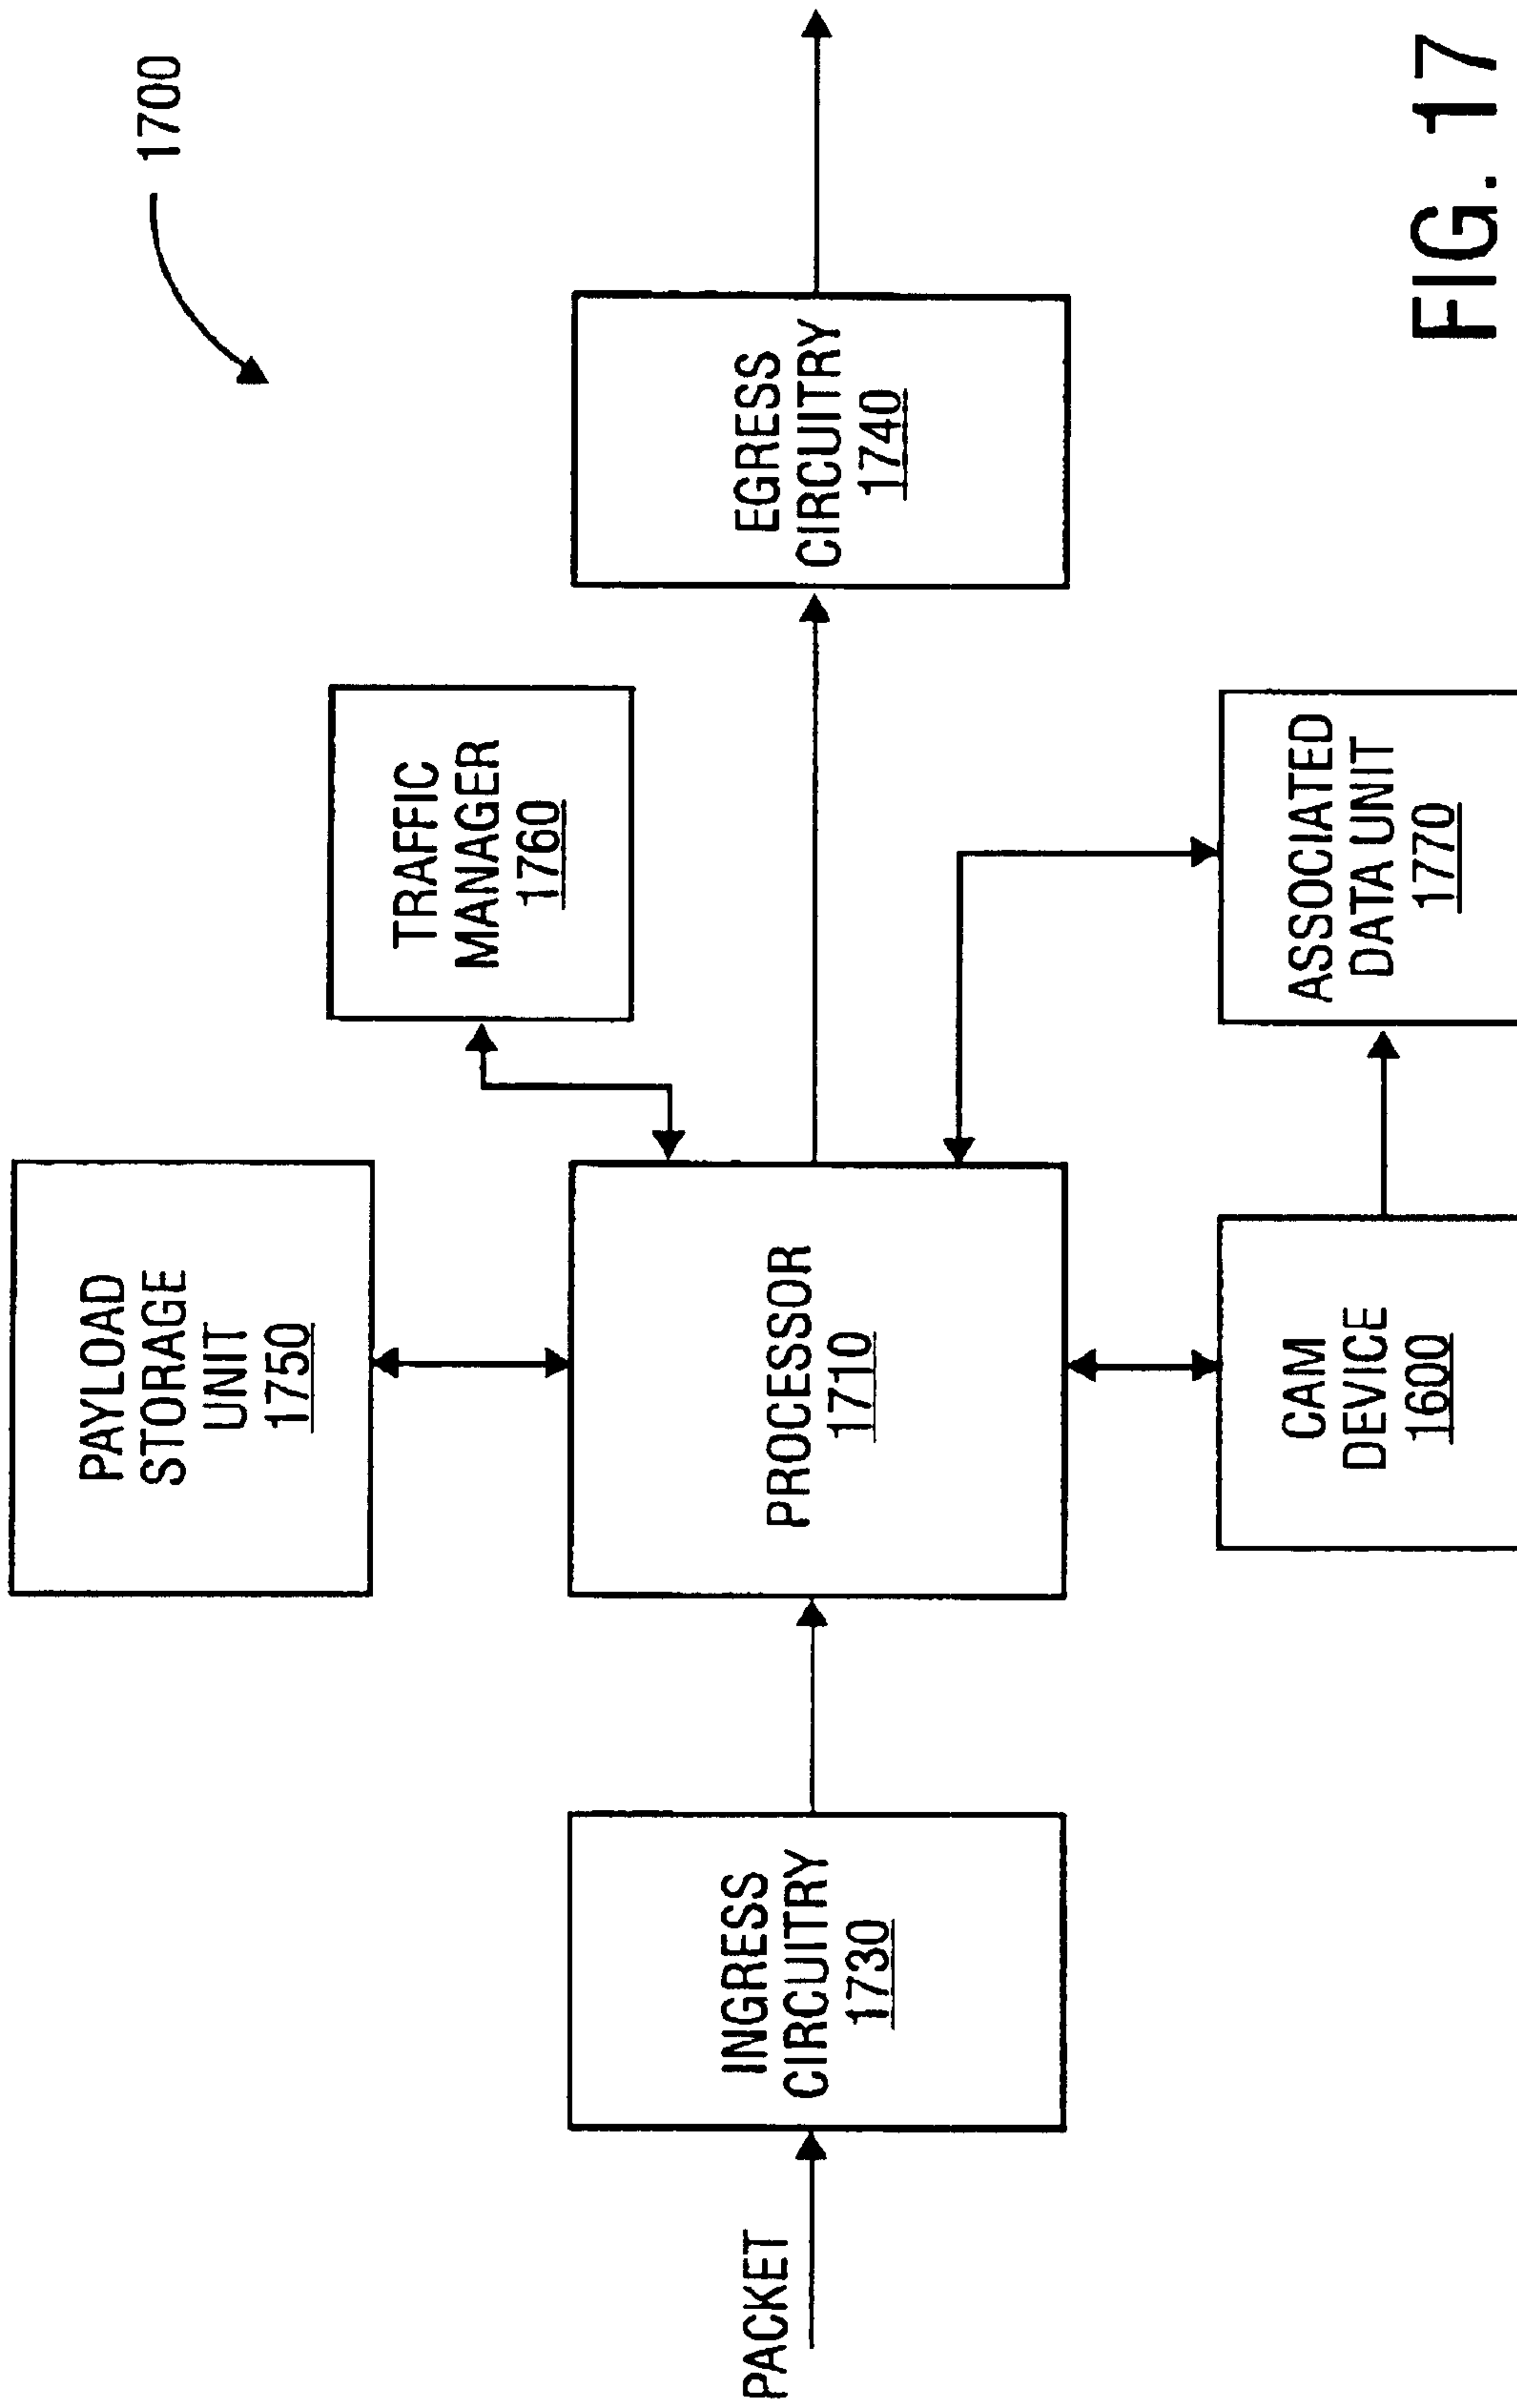 1700
PAYLOAD
STORAGE
UNIT
1750
TRAFFIC
MANAGER
1760
PACKET
INGRESS
CIRCUITRY
1730
PROCESSOR
1710
EGRESS
CIRCUITRY
1740
CAM
DEVICE
1600
ASSOCIATED
DATA UNIT
1770
FIG. 17